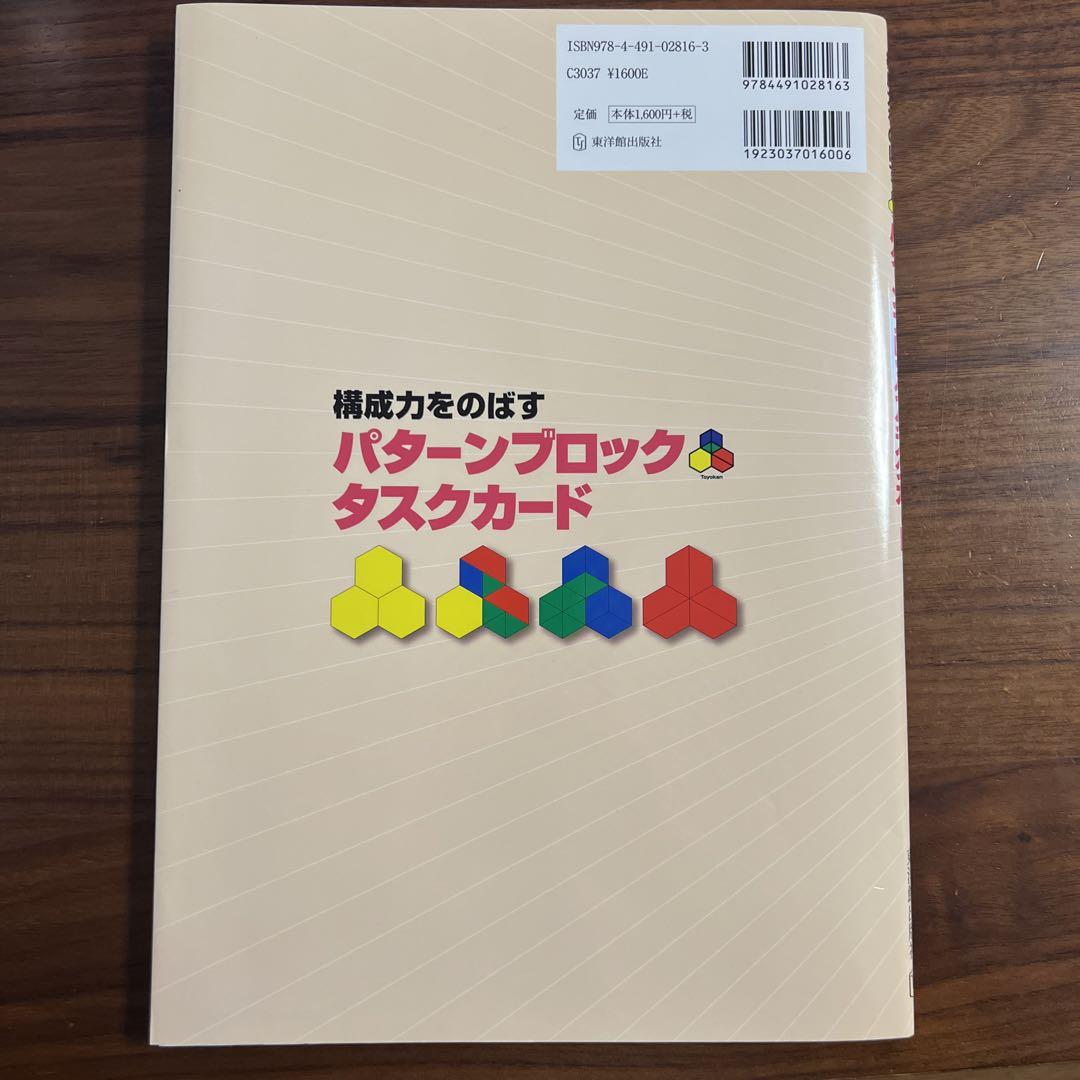 ISBN978-4-491-02816-3
C3037 ¥1600E
9784491028163
定価 本体1,600円+税
東洋館出版社
1923037016006
構成力をのばす
パターンブロック
Toyokan
タスクカード